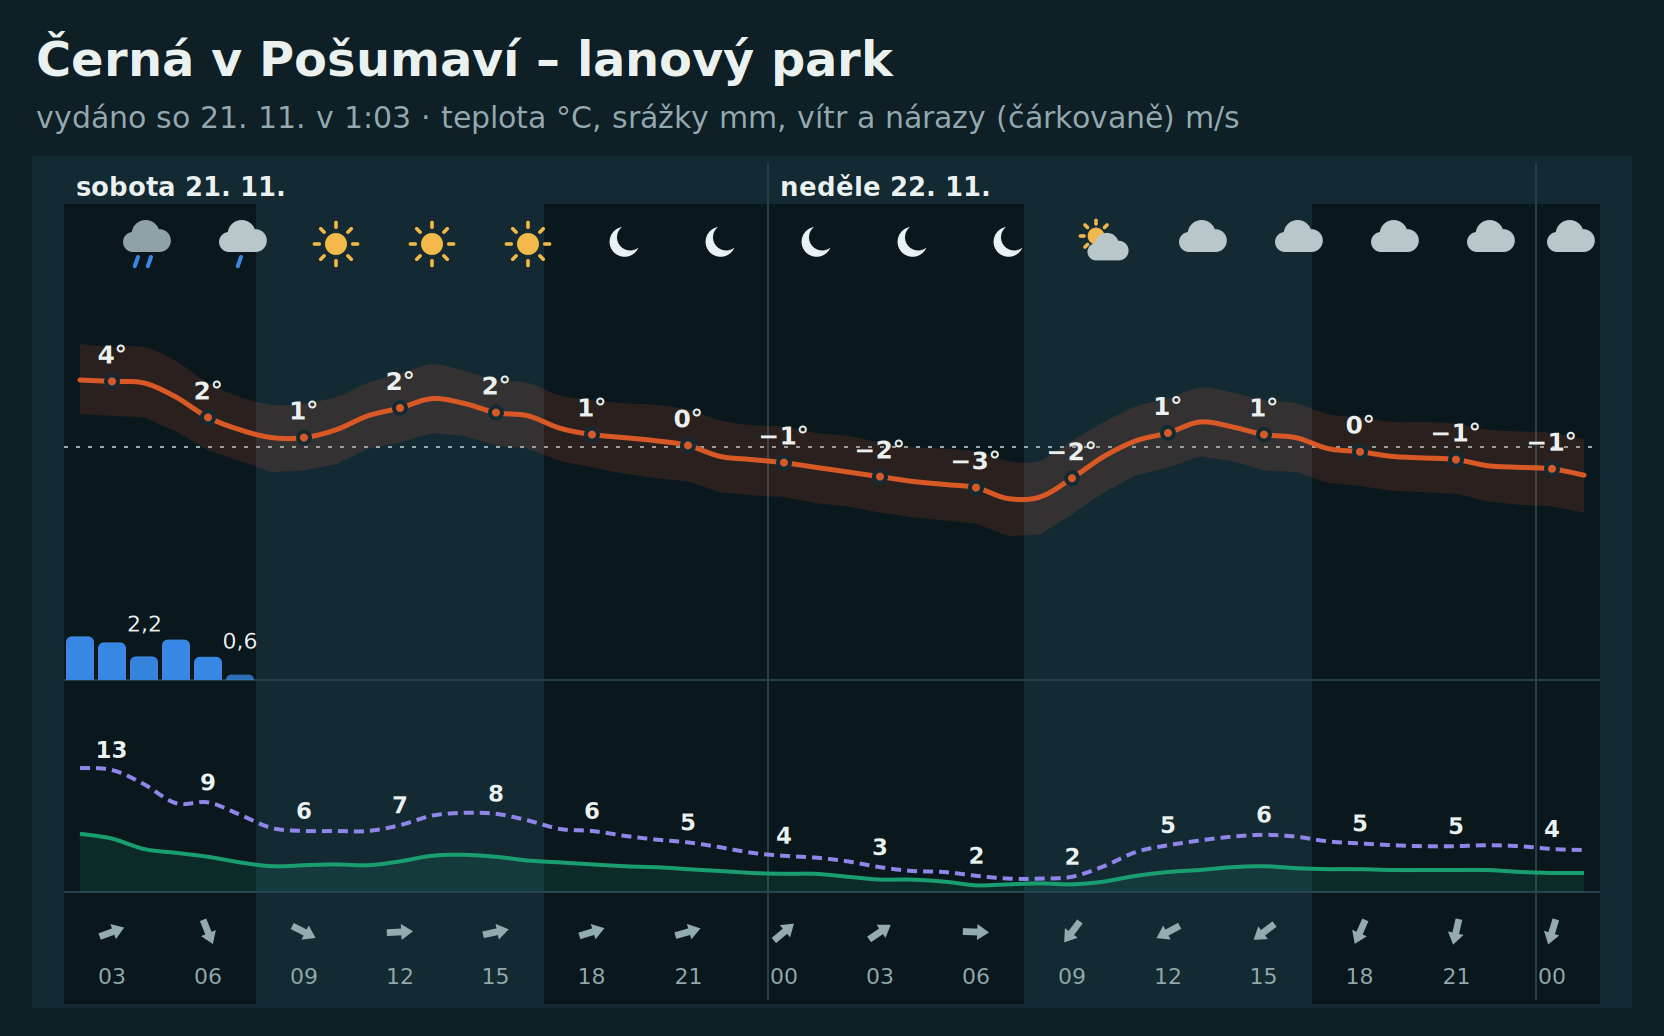 Černá v Pošumaví – lanový park
vydáno so 21. 11. v 1:03 · teplota °C, srážky mm, vítr a nárazy (čárkovaně) m/s
sobota 21. 11. neděle 22. 11.
4° 2° 1° 2° 2° 1° 0° −1° −2° −3° −2° 1° 1° 0° −1° −1°
2,2 0,6
13 9 6 7 8 6 5 4 3 2 2 5 6 5 5 4
03 06 09 12 15 18 21 00 03 06 09 12 15 18 21 00